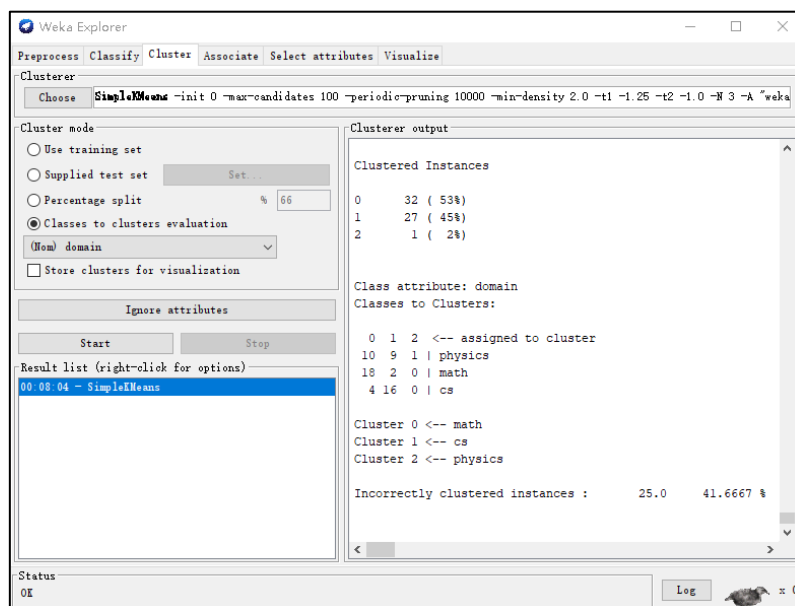 Weka Explorer
Preprocess Classify Cluster Associate Select attributes Visualize
Clusterer
Choose SimpleKMeans -init 0 -max-candidates 100 -periodic-pruning 10000 -min-density 2.0 -t1 -1.25 -t2 -1.0 -N 3 -A "weka
Cluster mode
Use training set
Supplied test set Set...
Percentage split % 66
Classes to clusters evaluation
(Nom) domain
Store clusters for visualization
Ignore attributes
Start Stop
Result list (right-click for options)
00:08:04 - SimpleKMeans
Clusterer output
Clustered Instances
0 32 ( 53%)
1 27 ( 45%)
2 1 ( 2%)
Class attribute: domain
Classes to Clusters:
0 1 2 <-- assigned to cluster
10 9 1 | physics
18 2 0 | math
4 16 0 | cs
Cluster 0 <-- math
Cluster 1 <-- cs
Cluster 2 <-- physics
Incorrectly clustered instances : 25.0 41.6667 %
Status
OK
Log
x